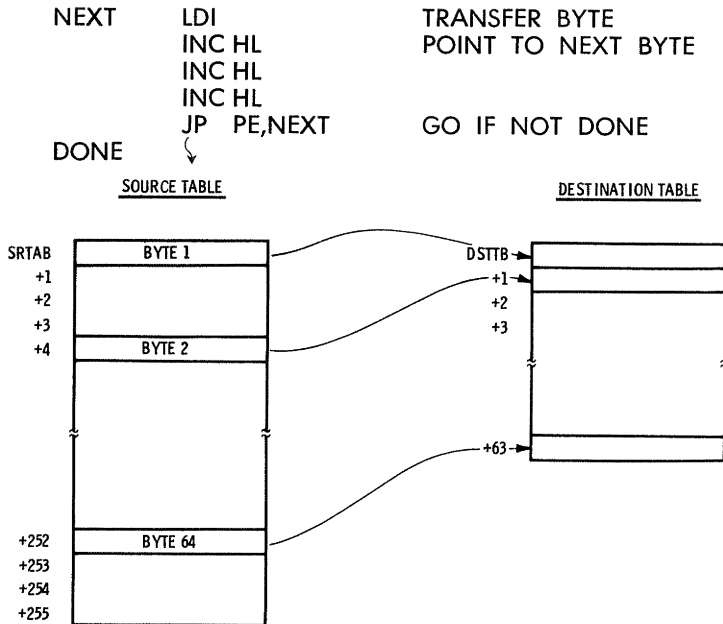 NEXT LDI TRANSFER BYTE
INC HL POINT TO NEXT BYTE
INC HL
INC HL
JP PE,NEXT GO IF NOT DONE
DONE
SOURCE TABLE DESTINATION TABLE
SRTAB BYTE 1 DSTTB
+1 +1
+2 +2
+3 +3
+4 BYTE 2
+63
+252 BYTE 64
+253
+254
+255